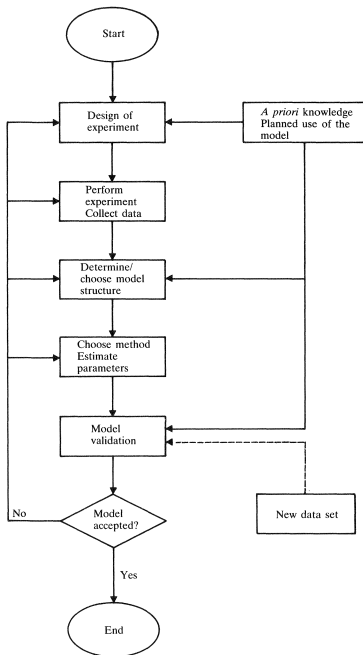 Start
Design of
experiment
A priori knowledge
Planned use of the
model
Perform
experiment
Collect data
Determine/
choose model
structure
Choose method
Estimate
parameters
Model
validation
New data set
No
Model
accepted?
Yes
End